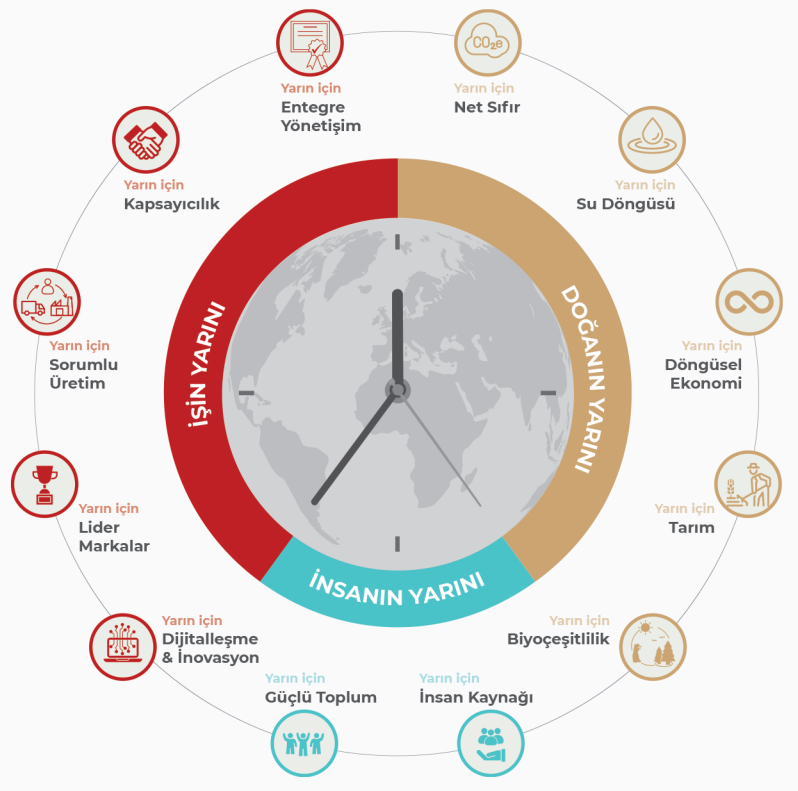 Yarın için
Entegre
Yönetişim
Yarın için
Net Sıfır
CO₂e
Yarın için
Su Döngüsü
Yarın için
Döngüsel
Ekonomi
Yarın için
Tarım
Yarın için
Biyoçeşitlilik
Yarın için
İnsan Kaynağı
Yarın için
Güçlü Toplum
Yarın için
Dijitalleşme
& İnovasyon
Yarın için
Lider
Markalar
Yarın için
Sorumlu
Üretim
Yarın için
Kapsayıcılık
İŞİN YARINI
DOĞANIN YARINI
İNSANIN YARINI